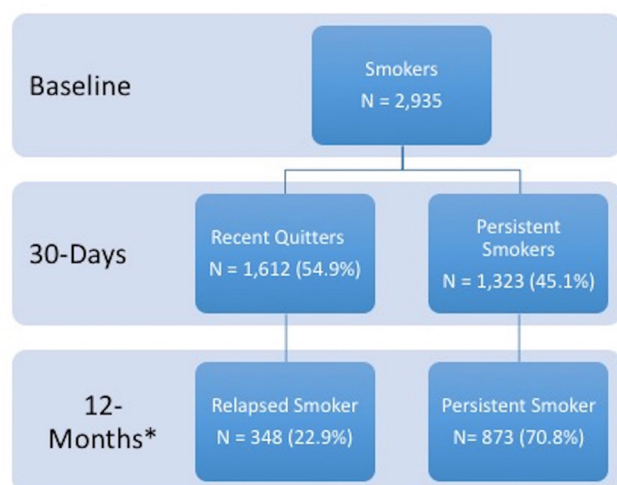 Baseline
Smokers
N = 2,935
30-Days
Recent Quitters
N = 1,612 (54.9%)
Persistent
Smokers
N = 1,323 (45.1%)
12-
Months*
Relapsed Smoker
N = 348 (22.9%)
Persistent Smoker
N= 873 (70.8%)